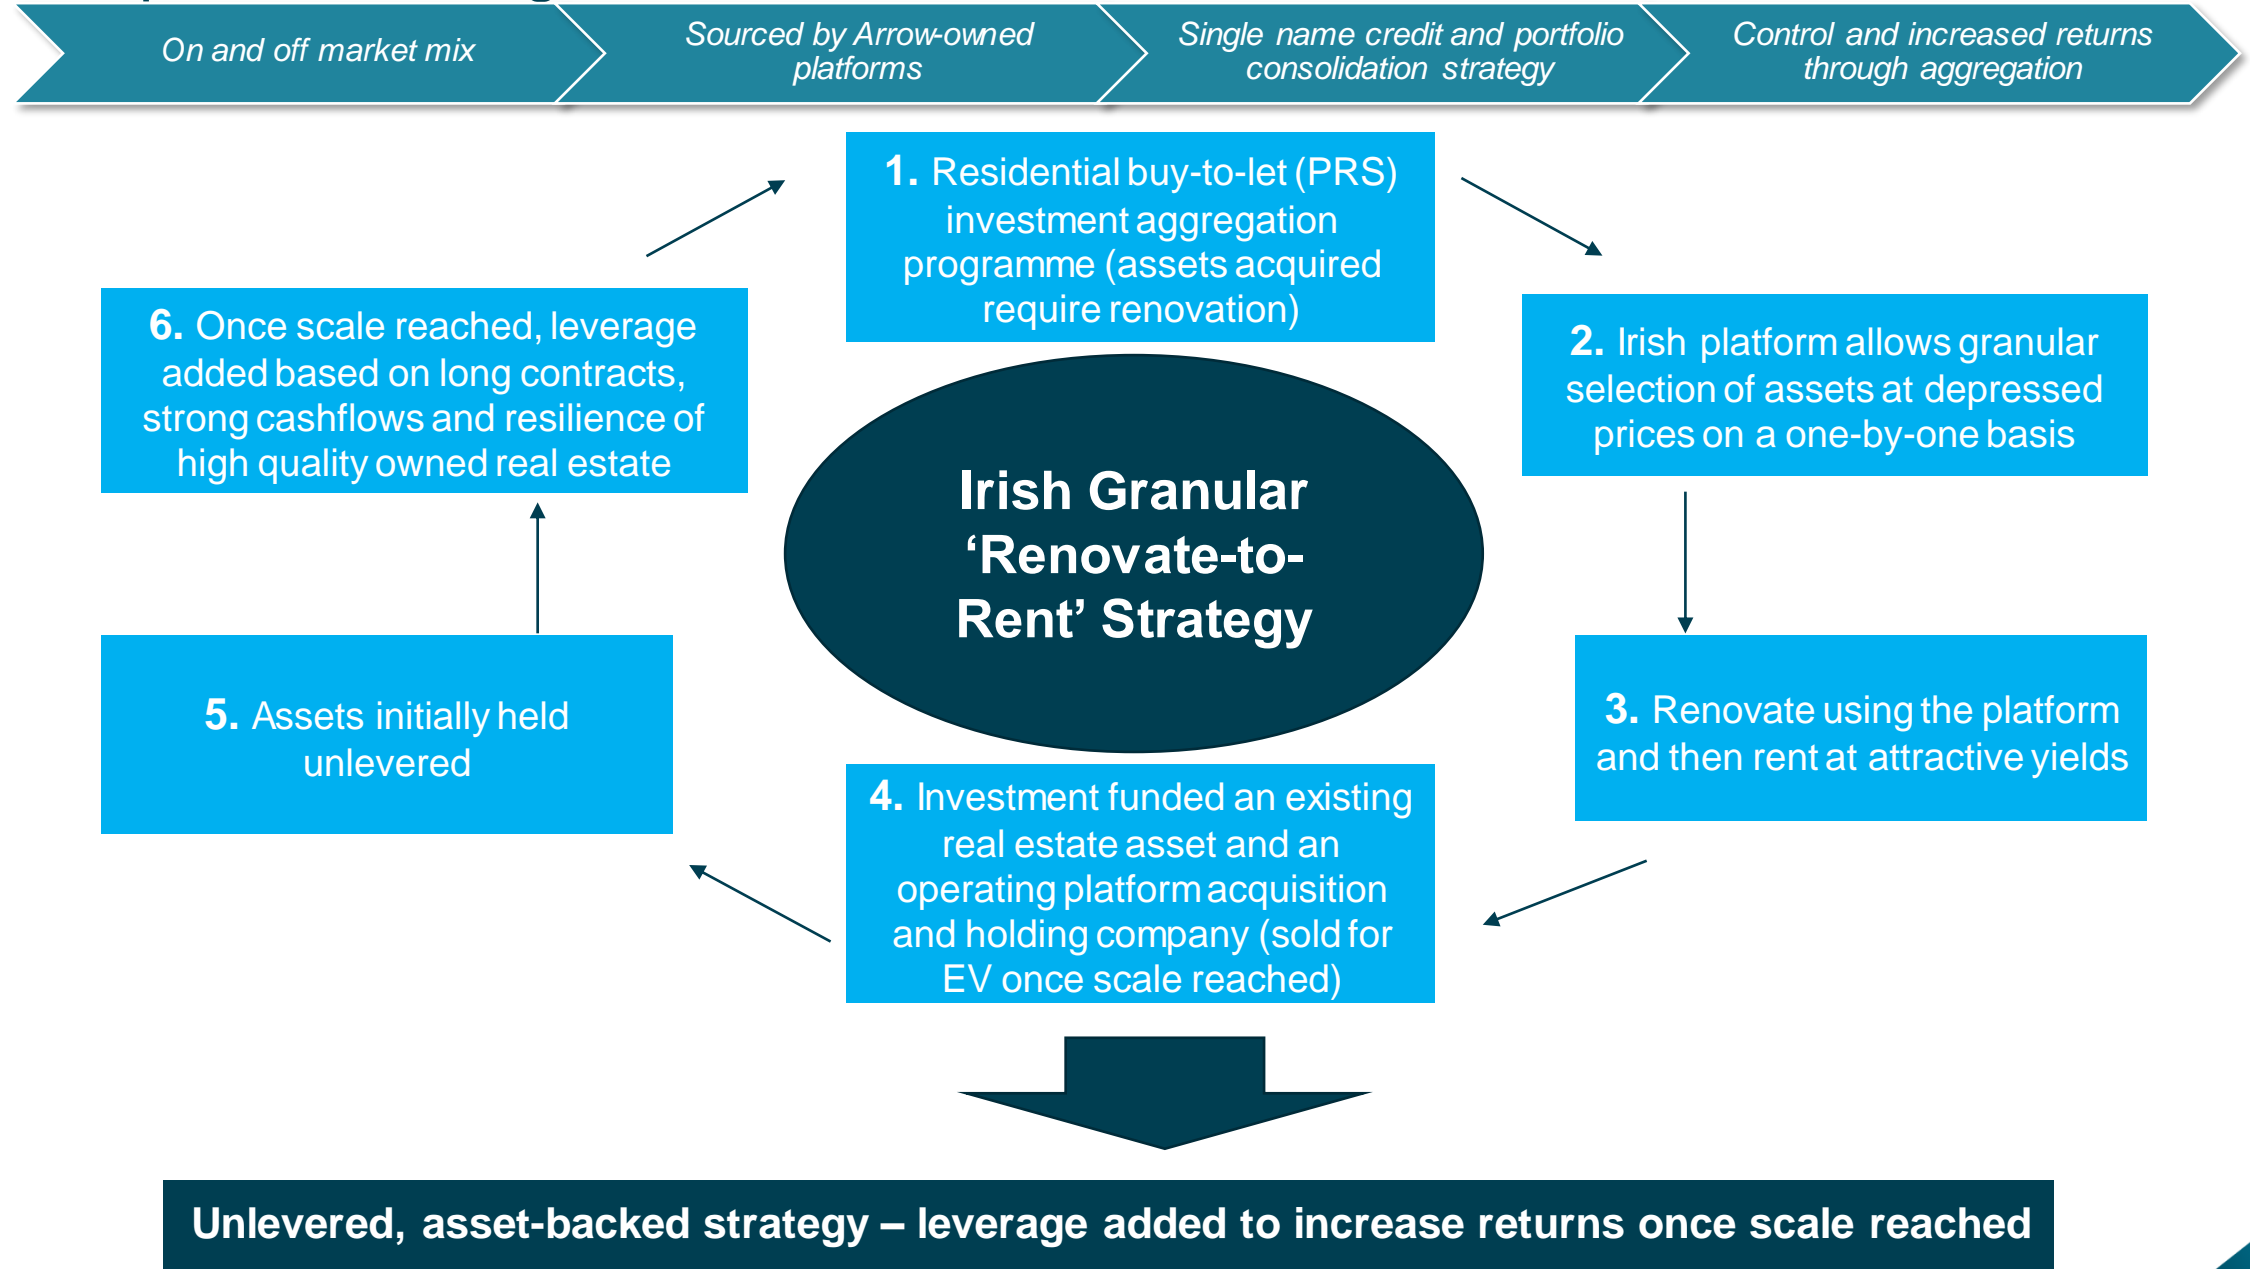 On and off market mix
Sourced by Arrow-owned
platforms
Single name credit and portfolio
consolidation strategy
Control and increased returns
through aggregation
1. Residential buy-to-let (PRS)
investment aggregation
programme (assets acquired
require renovation)
2. Irish platform allows granular
selection of assets at depressed
prices on a one-by-one basis
3. Renovate using the platform
and then rent at attractive yields
4. Investment funded an existing
real estate asset and an
operating platform acquisition
and holding company (sold for
EV once scale reached)
5. Assets initially held
unlevered
6. Once scale reached, leverage
added based on long contracts,
strong cashflows and resilience of
high quality owned real estate
Irish Granular
‘Renovate-to-
Rent’ Strategy
Unlevered, asset-backed strategy – leverage added to increase returns once scale reached